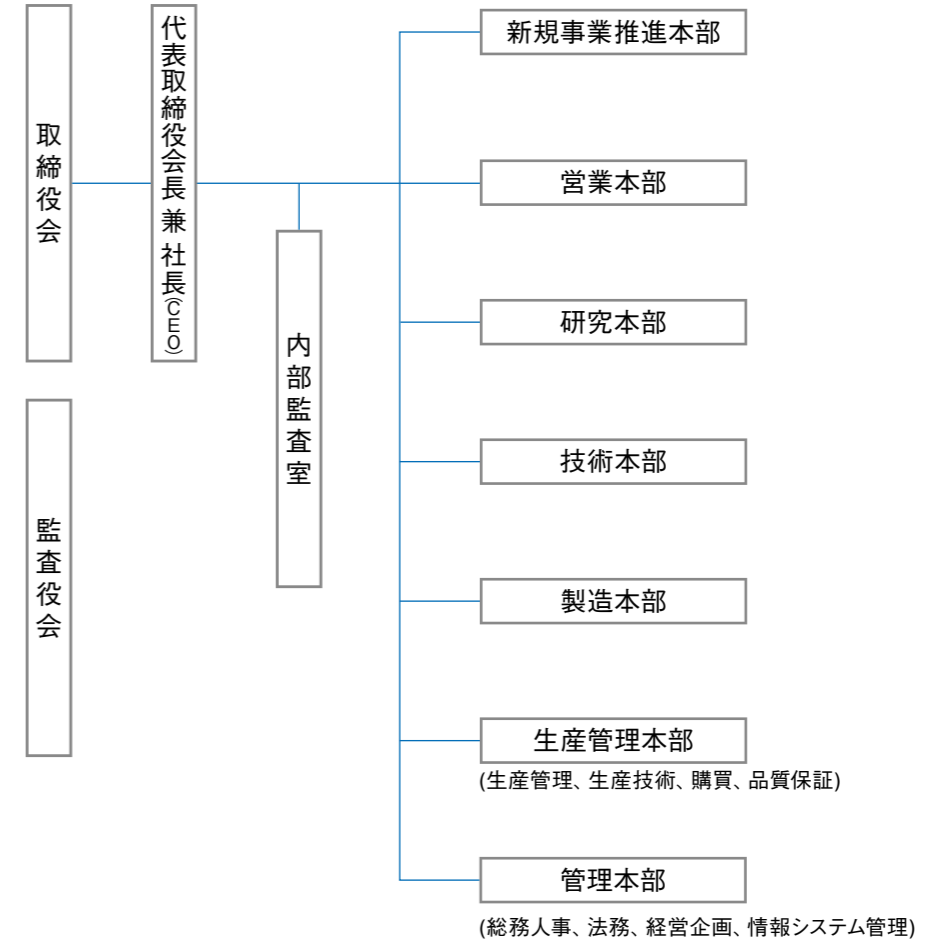 取締役会
代表取締役会長 兼 社長(CEO)
監査役会
内部監査室
新規事業推進本部
営業本部
研究本部
技術本部
製造本部
生産管理本部
(生産管理、生産技術、購買、品質保証)
管理本部
(総務人事、法務、経営企画、情報システム管理)